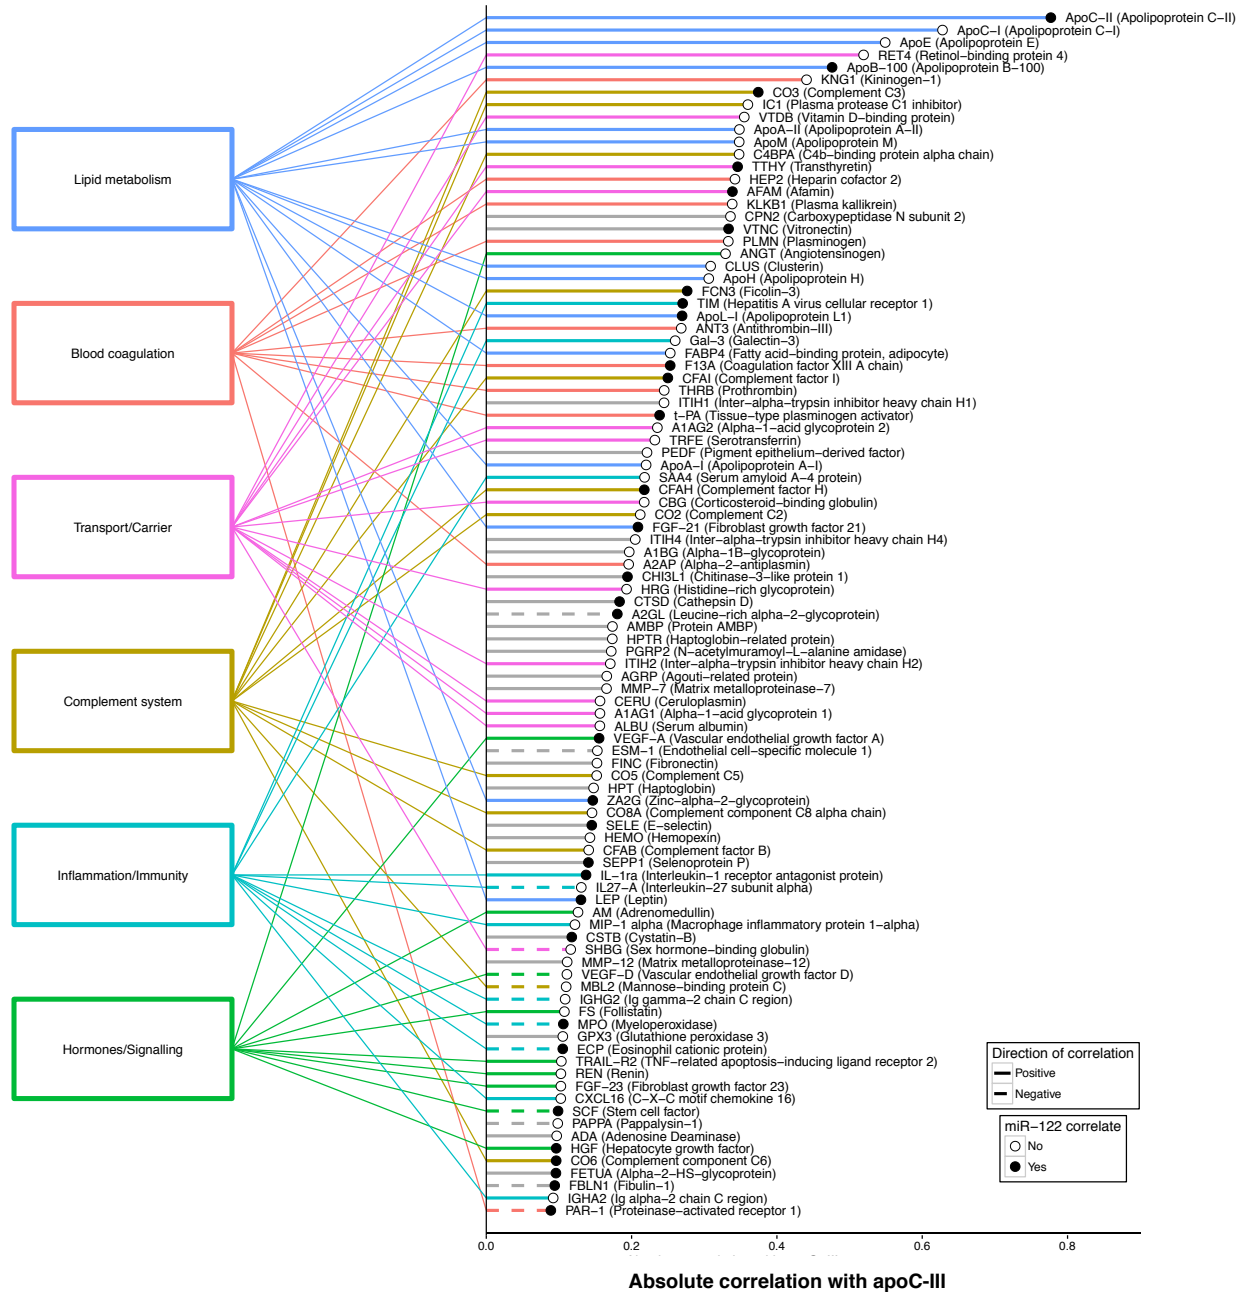 Lipid metabolism
Blood coagulation
Transport/Carrier
Complement system
Inflammation/Immunity
Hormones/Signalling
ApoC−II (Apolipoprotein C−II)
ApoC−I (Apolipoprotein C−I)
ApoE (Apolipoprotein E)
RET4 (Retinol−binding protein 4)
ApoB−100 (Apolipoprotein B−100)
KNG1 (Kininogen−1)
CO3 (Complement C3)
IC1 (Plasma protease C1 inhibitor)
VTDB (Vitamin D−binding protein)
ApoA−II (Apolipoprotein A−II)
ApoM (Apolipoprotein M)
C4BPA (C4b−binding protein alpha chain)
TTHY (Transthyretin)
HEP2 (Heparin cofactor 2)
AFAM (Afamin)
KLKB1 (Plasma kallikrein)
CPN2 (Carboxypeptidase N subunit 2)
VTNC (Vitronectin)
PLMN (Plasminogen)
ANGT (Angiotensinogen)
CLUS (Clusterin)
ApoH (Apolipoprotein H)
FCN3 (Ficolin−3)
TIM (Hepatitis A virus cellular receptor 1)
ApoL−I (Apolipoprotein L1)
ANT3 (Antithrombin−III)
Gal−3 (Galectin−3)
FABP4 (Fatty acid−binding protein, adipocyte)
F13A (Coagulation factor XIII A chain)
CFAI (Complement factor I)
THRB (Prothrombin)
ITIH1 (Inter−alpha−trypsin inhibitor heavy chain H1)
t−PA (Tissue−type plasminogen activator)
A1AG2 (Alpha−1−acid glycoprotein 2)
TRFE (Serotransferrin)
PEDF (Pigment epithelium−derived factor)
ApoA−I (Apolipoprotein A−I)
SAA4 (Serum amyloid A−4 protein)
CFAH (Complement factor H)
CBG (Corticosteroid−binding globulin)
CO2 (Complement C2)
FGF−21 (Fibroblast growth factor 21)
ITIH4 (Inter−alpha−trypsin inhibitor heavy chain H4)
A1BG (Alpha−1B−glycoprotein)
A2AP (Alpha−2−antiplasmin)
CHI3L1 (Chitinase−3−like protein 1)
HRG (Histidine−rich glycoprotein)
CTSD (Cathepsin D)
A2GL (Leucine−rich alpha−2−glycoprotein)
AMBP (Protein AMBP)
HPTR (Haptoglobin−related protein)
PGRP2 (N−acetylmuramoyl−L−alanine amidase)
ITIH2 (Inter−alpha−trypsin inhibitor heavy chain H2)
AGRP (Agouti−related protein)
MMP−7 (Matrix metalloproteinase−7)
CERU (Ceruloplasmin)
A1AG1 (Alpha−1−acid glycoprotein 1)
ALBU (Serum albumin)
VEGF−A (Vascular endothelial growth factor A)
ESM−1 (Endothelial cell−specific molecule 1)
FINC (Fibronectin)
CO5 (Complement C5)
HPT (Haptoglobin)
ZA2G (Zinc−alpha−2−glycoprotein)
CO8A (Complement component C8 alpha chain)
SELE (E−selectin)
HEMO (Hemopexin)
CFAB (Complement factor B)
SEPP1 (Selenoprotein P)
IL−1ra (Interleukin−1 receptor antagonist protein)
IL27−A (Interleukin−27 subunit alpha)
LEP (Leptin)
AM (Adrenomedullin)
MIP−1 alpha (Macrophage inflammatory protein 1−alpha)
CSTB (Cystatin−B)
SHBG (Sex hormone−binding globulin)
MMP−12 (Matrix metalloproteinase−12)
VEGF−D (Vascular endothelial growth factor D)
MBL2 (Mannose−binding protein C)
IGHG2 (Ig gamma−2 chain C region)
FS (Follistatin)
MPO (Myeloperoxidase)
GPX3 (Glutathione peroxidase 3)
ECP (Eosinophil cationic protein)
TRAIL−R2 (TNF−related apoptosis−inducing ligand receptor 2)
REN (Renin)
FGF−23 (Fibroblast growth factor 23)
CXCL16 (C−X−C motif chemokine 16)
SCF (Stem cell factor)
PAPPA (Pappalysin−1)
ADA (Adenosine Deaminase)
HGF (Hepatocyte growth factor)
CO6 (Complement component C6)
FETUA (Alpha−2−HS−glycoprotein)
FBLN1 (Fibulin−1)
IGHA2 (Ig alpha−2 chain C region)
PAR−1 (Proteinase−activated receptor 1)
Direction of correlation
Positive
Negative
miR−122 correlate
No
Yes
0.0 0.2 0.4 0.6 0.8
Absolute correlation with apoC-III